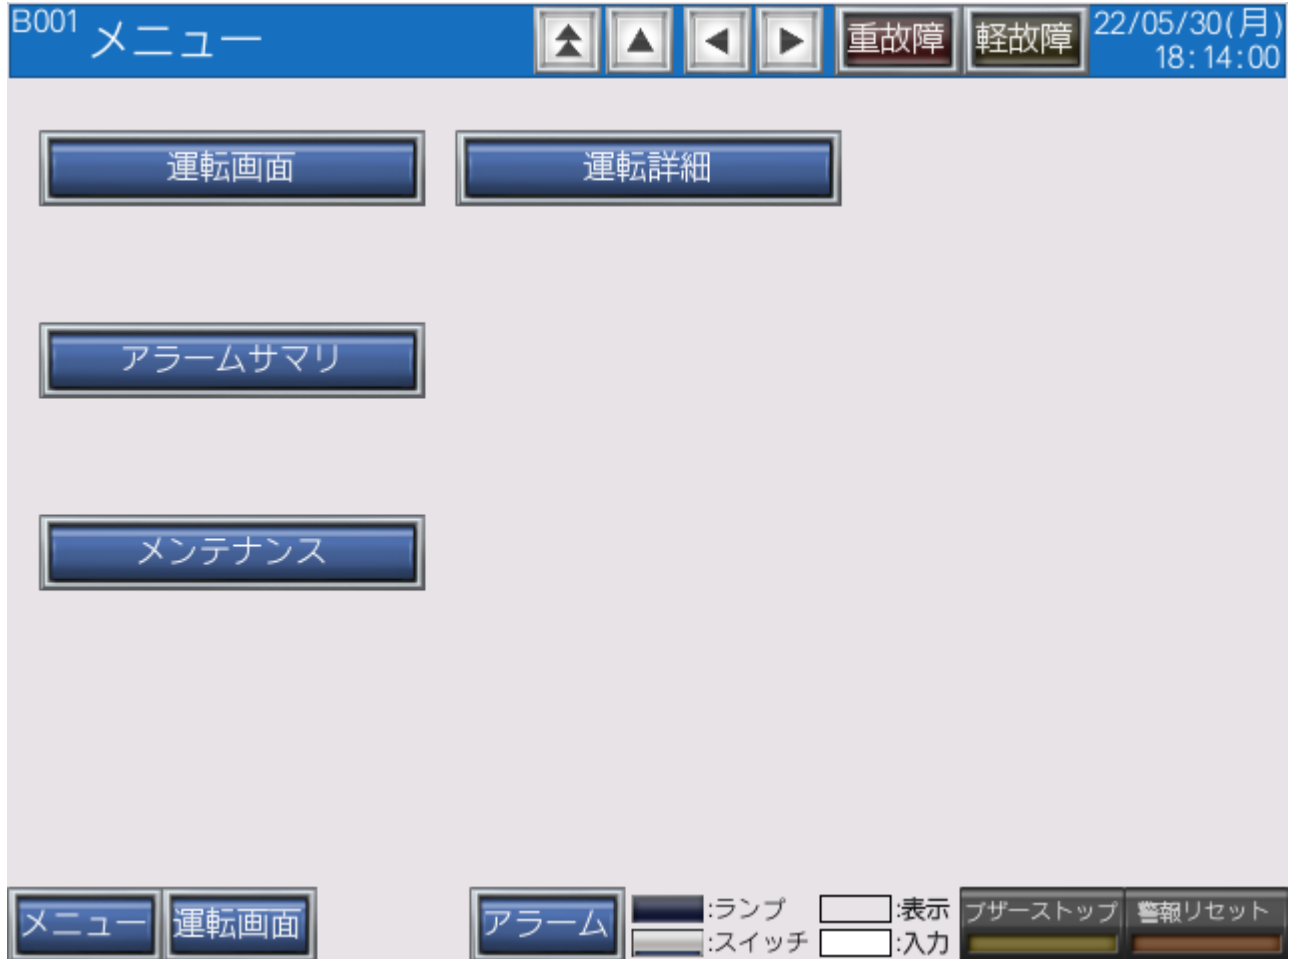 B001 メニュー
重故障 軽故障 22/05/30(月)
18:14:00
運転画面 運転詳細
アラームサマリ
メンテナンス
メニュー 運転画面 アラーム
:ランプ :表示
:スイッチ :入力
ブザーストップ 警報リセット